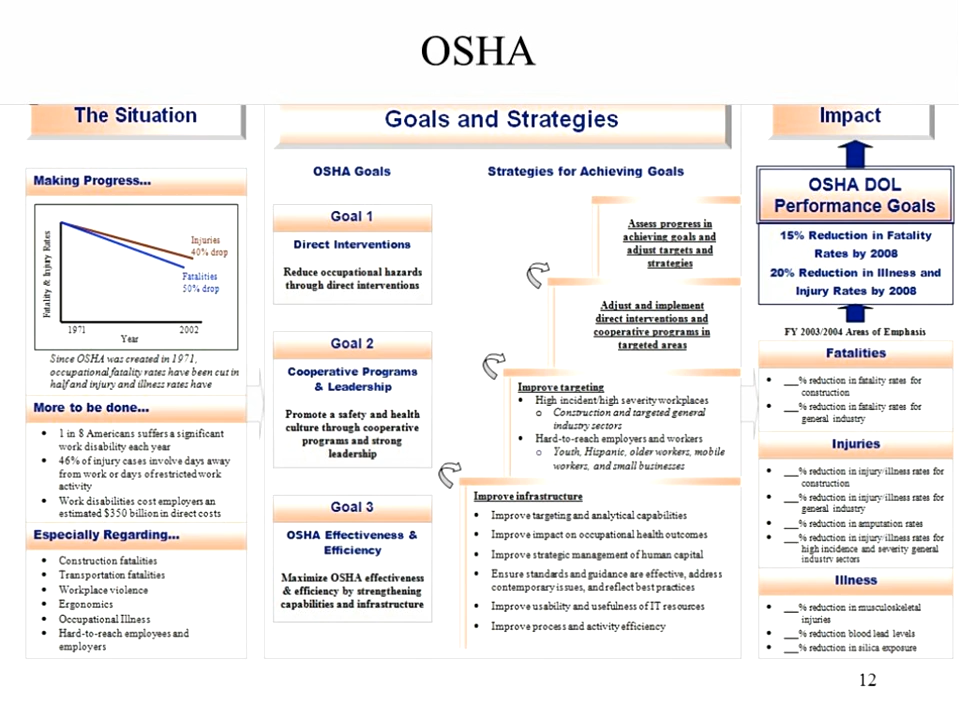 OSHA
The Situation
Making Progress...
Fatality & Injury Rates
Injuries
40% drop
Fatalities
50% drop
1971
2002
Year
Since OSHA was created in 1971,
occupational fatality rates have been cut in
half and injury and illness rates have
More to be done...
• 1 in 8 Americans suffers a significant
work disability each year
• 46% of injury cases involve days away
from work or days of restricted work
activity
• Work disabilities cost employers an
estimated $350 billion in direct costs
Especially Regarding...
• Construction fatalities
• Transportation fatalities
• Workplace violence
• Ergonomics
• Occupational Illness
• Hard-to-reach employees and
employers
Goals and Strategies
OSHA Goals
Goal 1
Direct Interventions
Reduce occupational hazards
through direct interventions
Goal 2
Cooperative Programs
& Leadership
Promote a safety and health
culture through cooperative
programs and strong
leadership
Goal 3
OSHA Effectiveness &
Efficiency
Maximize OSHA effectiveness
& efficiency by strengthening
capabilities and infrastructure
Strategies for Achieving Goals
Assess progress in
achieving goals and
adjust targets and
strategies
Adjust and implement
direct interventions and
cooperative programs in
targeted areas
Improve targeting
• High incident/high severity workplaces
o Construction and targeted general
industry sectors
• Hard-to-reach employers and workers
o Youth, Hispanic, older workers, mobile
workers, and small businesses
Improve infrastructure
• Improve targeting and analytical capabilities
• Improve impact on occupational health outcomes
• Improve strategic management of human capital
• Ensure standards and guidance are effective, address
contemporary issues, and reflect best practices
• Improve usability and usefulness of IT resources
• Improve process and activity efficiency
Impact
OSHA DOL
Performance Goals
15% Reduction in Fatality
Rates by 2008
20% Reduction in Illness and
Injury Rates by 2008
FY 2003/2004 Areas of Emphasis
Fatalities
• ___% reduction in fatality rates for
construction
• ___% reduction in fatality rates for
general industry
Injuries
• ___% reduction in injury/illness rates for
construction
• ___% reduction in injury/illness rates for
general industry
• ___% reduction in amputation rates
• ___% reduction in injury/illness rates for
high incidence and severity general
industry sectors
Illness
• ___% reduction in musculoskeletal
injuries
• ___% reduction blood lead levels
• ___% reduction in silica exposure
12